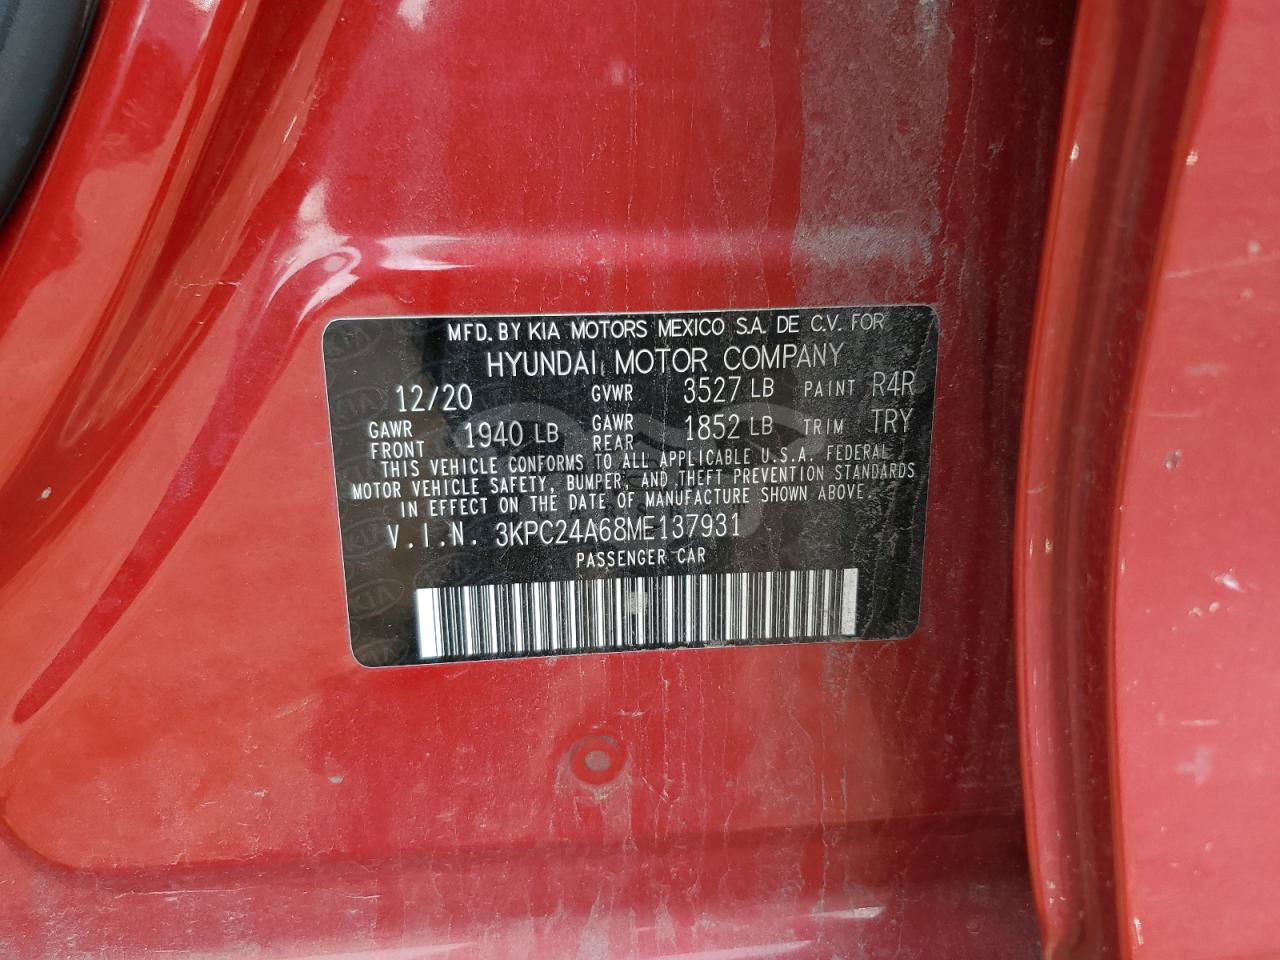 MFD. BY KIA MOTORS MEXICO S.A. DE C.V. FOR
HYUNDAI MOTOR COMPANY
12/20 GVWR 3527 LB PAINT R4R
GAWR FRONT 1940 LB GAWR REAR 1852 LB TRIM TRY
THIS VEHICLE CONFORMS TO ALL APPLICABLE U.S.A. FEDERAL
MOTOR VEHICLE SAFETY, BUMPER, AND THEFT PREVENTION STANDARDS
IN EFFECT ON THE DATE OF MANUFACTURE SHOWN ABOVE.
V.I.N. 3KPC24A68ME137931
PASSENGER CAR